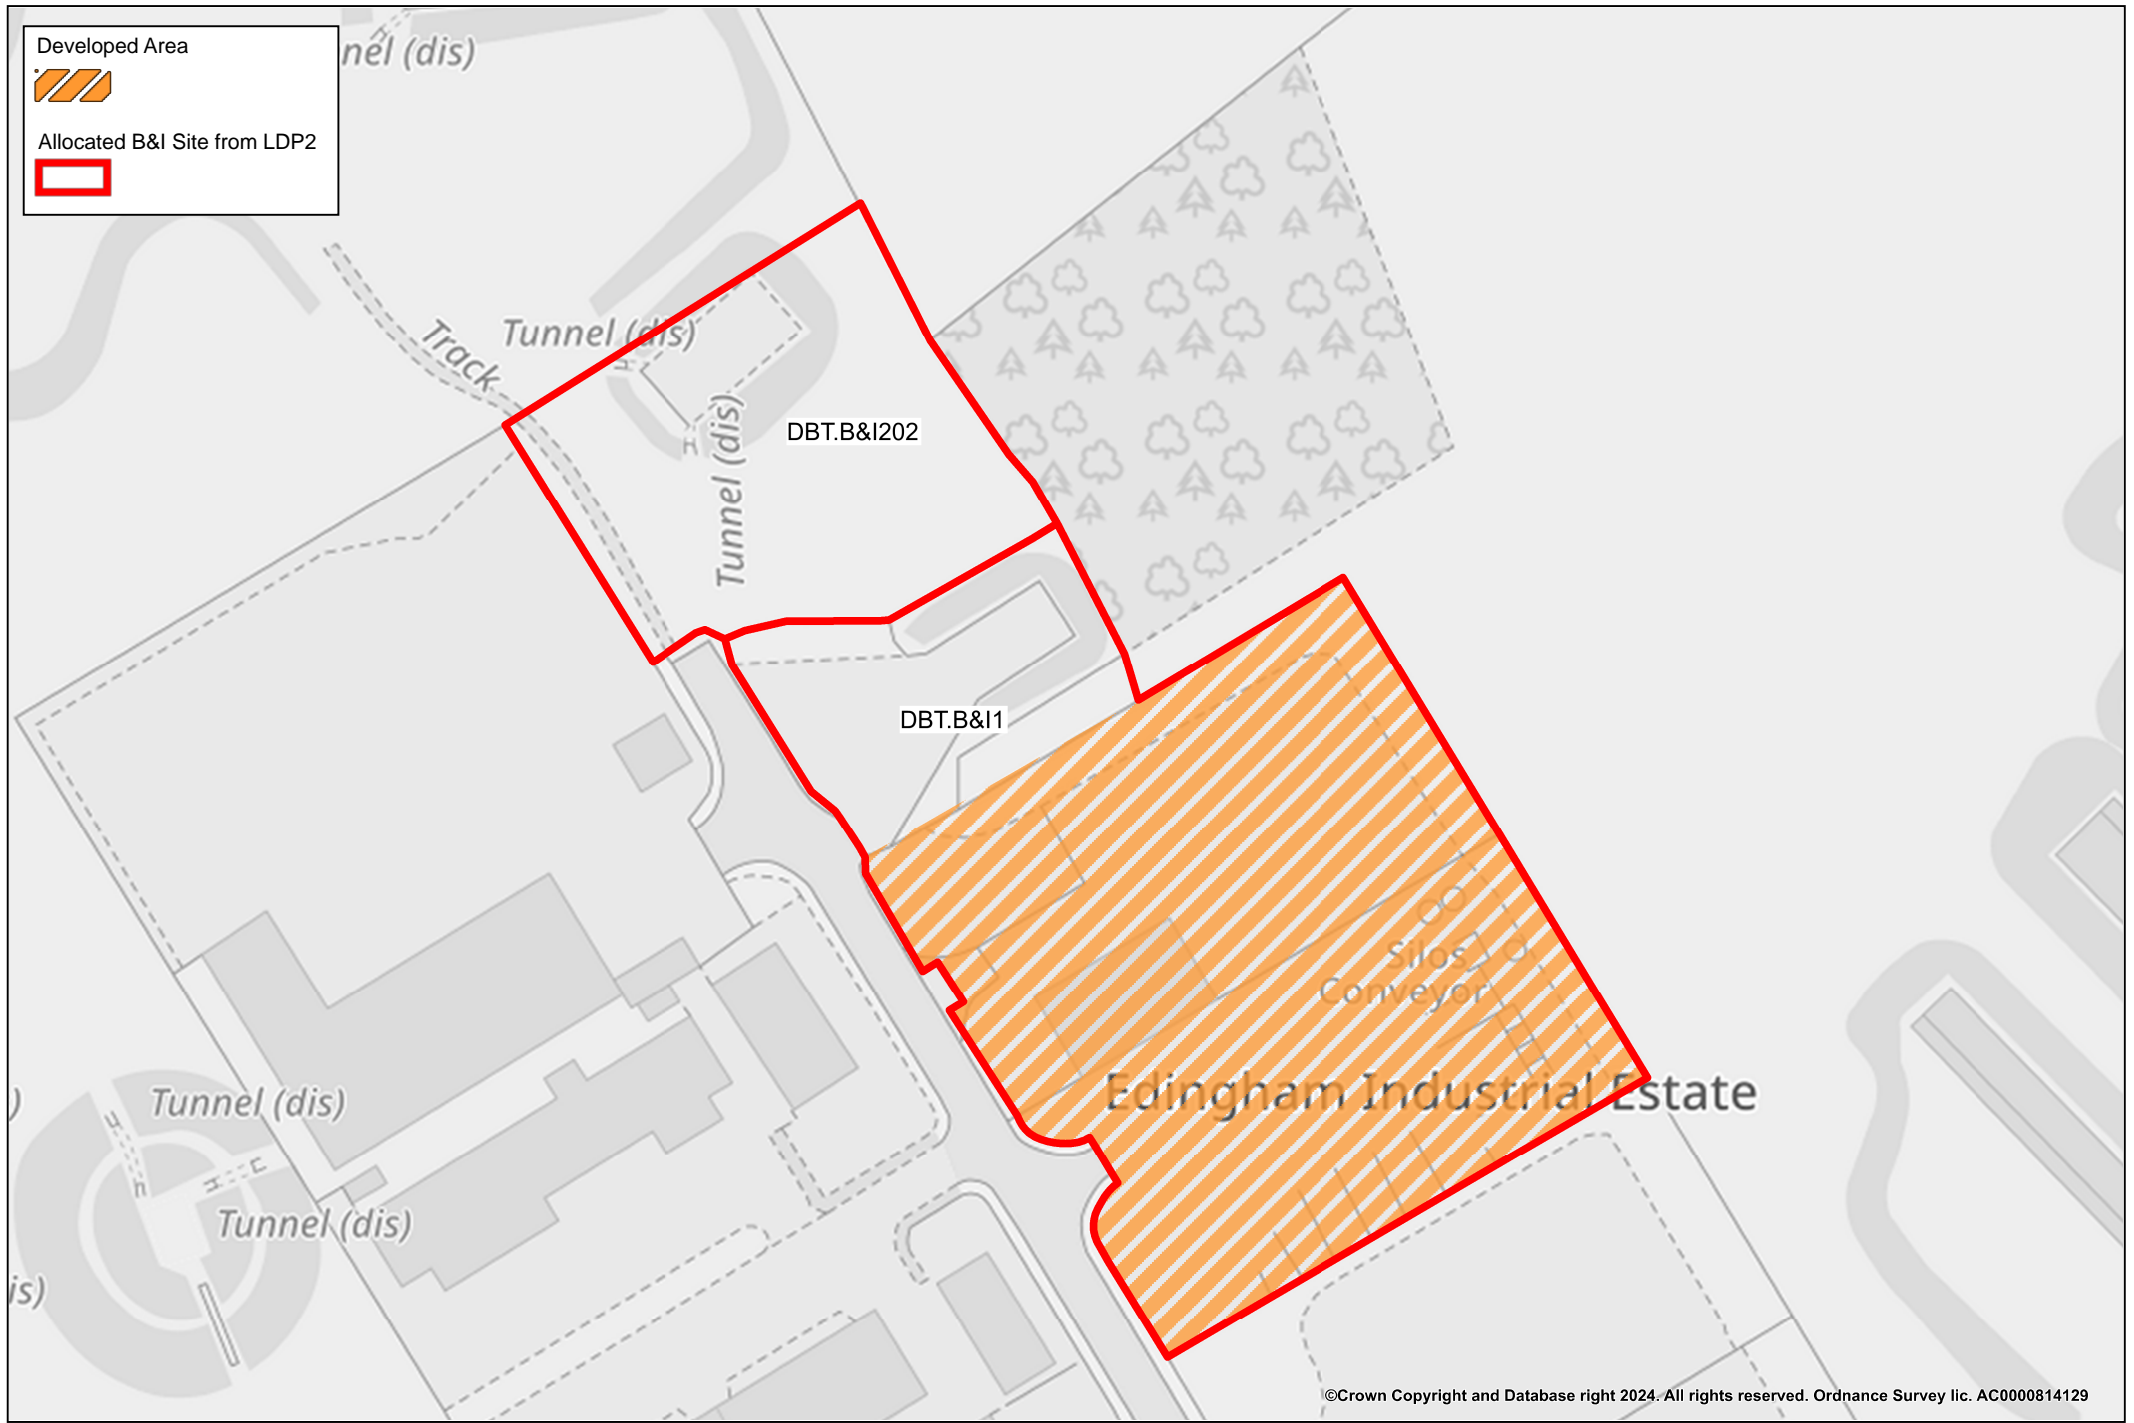 Developed Area
Allocated B&I Site from LDP2
nel (dis)
Track
Tunnel (dis)
Tunnel (dis)
DBT.B&I202
DBT.B&I1
Silos
Conveyor
Edingham Industrial Estate
)
Tunnel (dis)
Tunnel (dis)
is)
©Crown Copyright and Database right 2024. All rights reserved. Ordnance Survey lic. AC0000814129